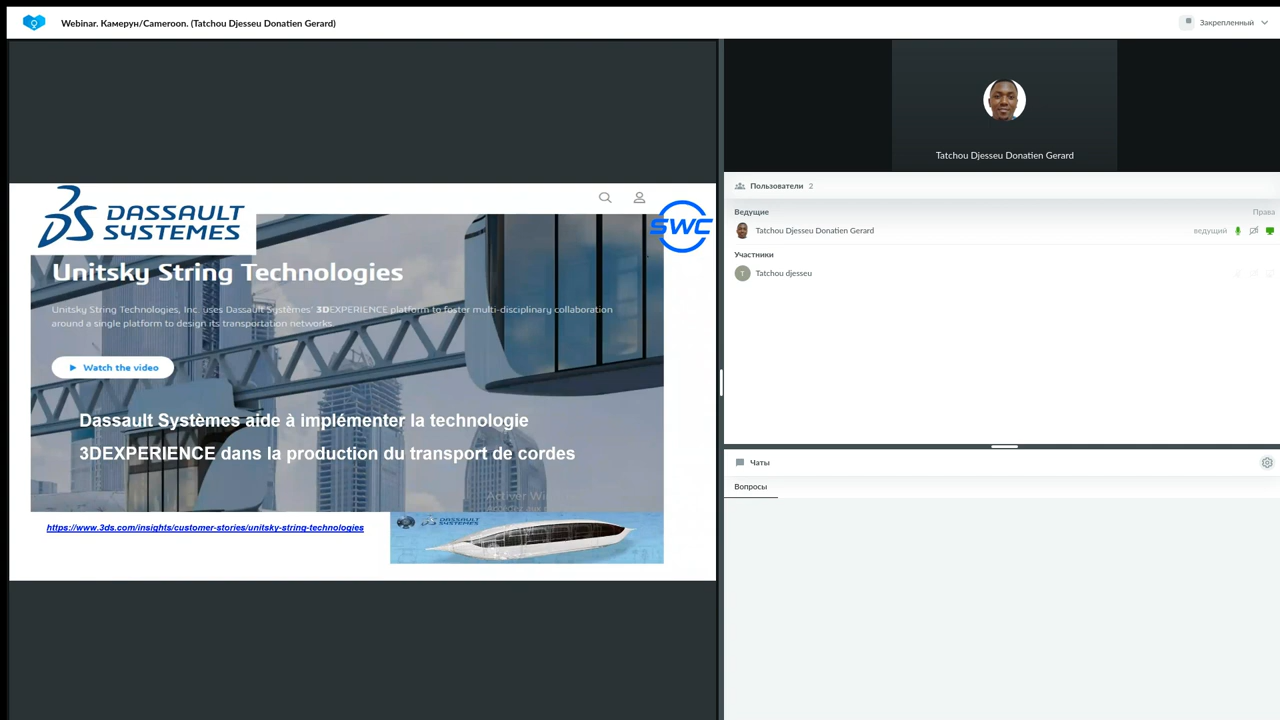 Webinar. Камерун/Cameroon. (Tatchou Djesseu Donatien Gerard)
Закрепленный
Tatchou Djesseu Donatien Gerard
DASSAULT
SYSTEMES
SWC
Unitsky String Technologies
Unitsky String Technologies, Inc. uses Dassault Systèmes' 3DEXPERIENCE platform to foster multi-disciplinary collaboration
around a single platform to design its transportation networks.
Watch the video
Dassault Systèmes aide à implémenter la technologie
3DEXPERIENCE dans la production du transport de cordes
https://www.3ds.com/insights/customer-stories/unitsky-string-technologies
DASSAULT
SYSTEMES
Пользователи 2
Ведущие Права
Tatchou Djesseu Donatien Gerard ведущий
Участники
T Tatchou djesseu
Чаты
Вопросы